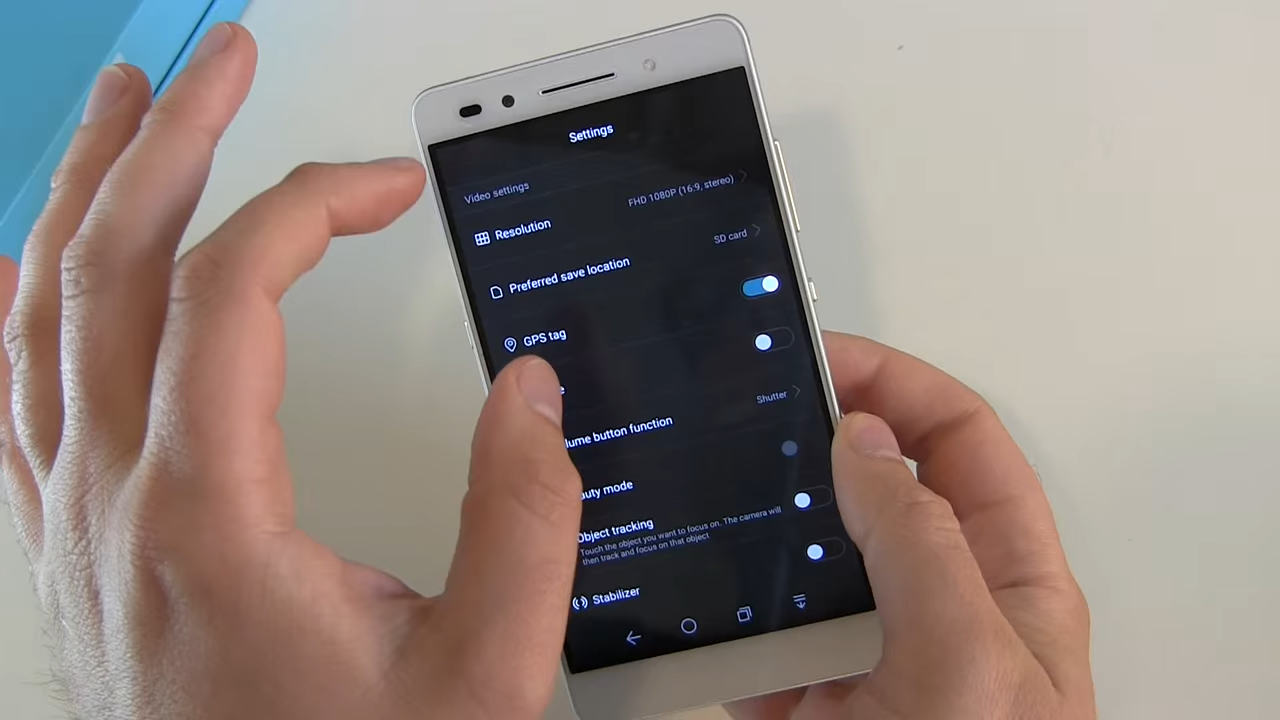 Settings
Video settings
Resolution
FHD 1080P (16:9, stereo)
Preferred save location
SD card
GPS tag
lume button function
Shutter
auty mode
Object tracking
Touch the object you want to focus on. The camera will
then track and focus on that object
Stabilizer